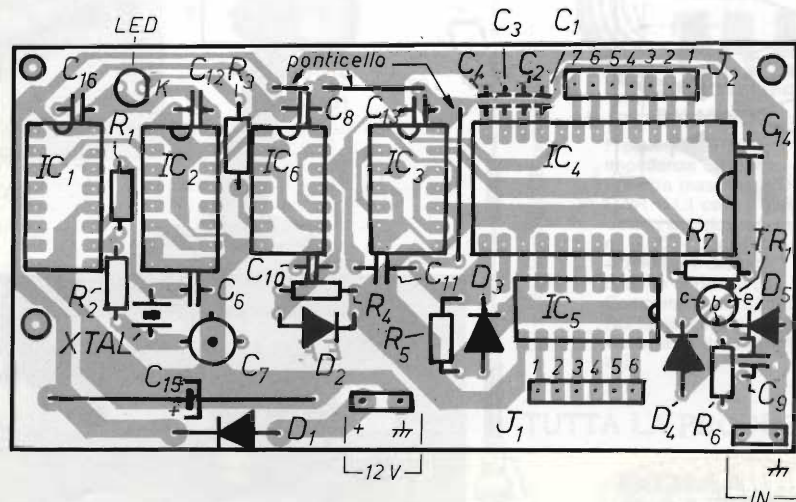 LED
C16
K
C12
R3
ponticello
C4
C3
C2
C1
7 6 5 4 3 2 1
J2
R1
IC1
IC2
C8
IC6
C13
IC3
IC4
C14
R2
XTAL
C6
C7
C10
R4
D2
C11
R5
D3
IC5
R7
TR1
c b e
D5
C15
+
D1
+
12V
1 2 3 4 5 6
J1
D4
R6
C9
IN
TUTTA L